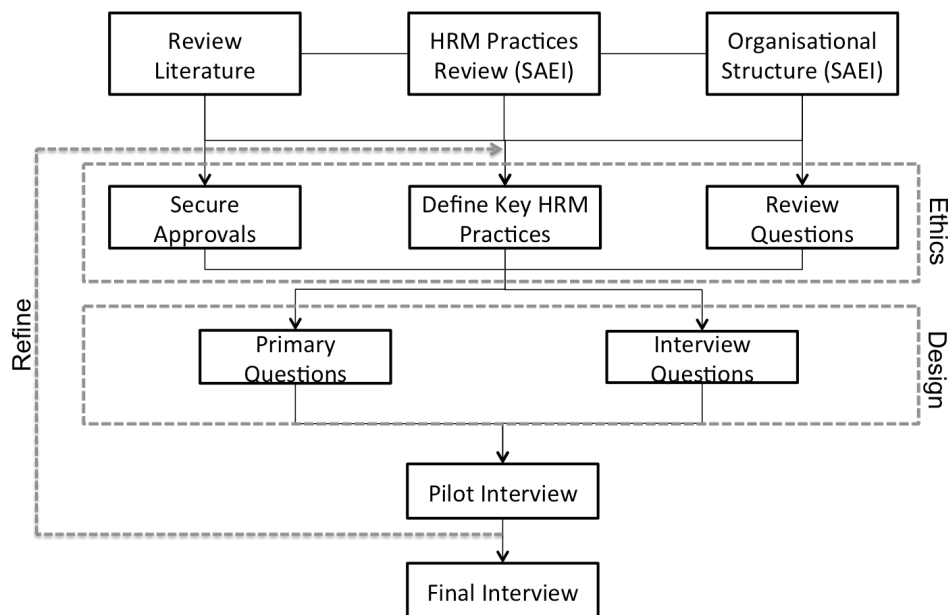 Review
Literature
HRM Practices
Review (SAEI)
Organisational
Structure (SAEI)
Secure
Approvals
Define Key HRM
Practices
Review
Questions
Ethics
Refine
Primary
Questions
Interview
Questions
Design
Pilot Interview
Final Interview